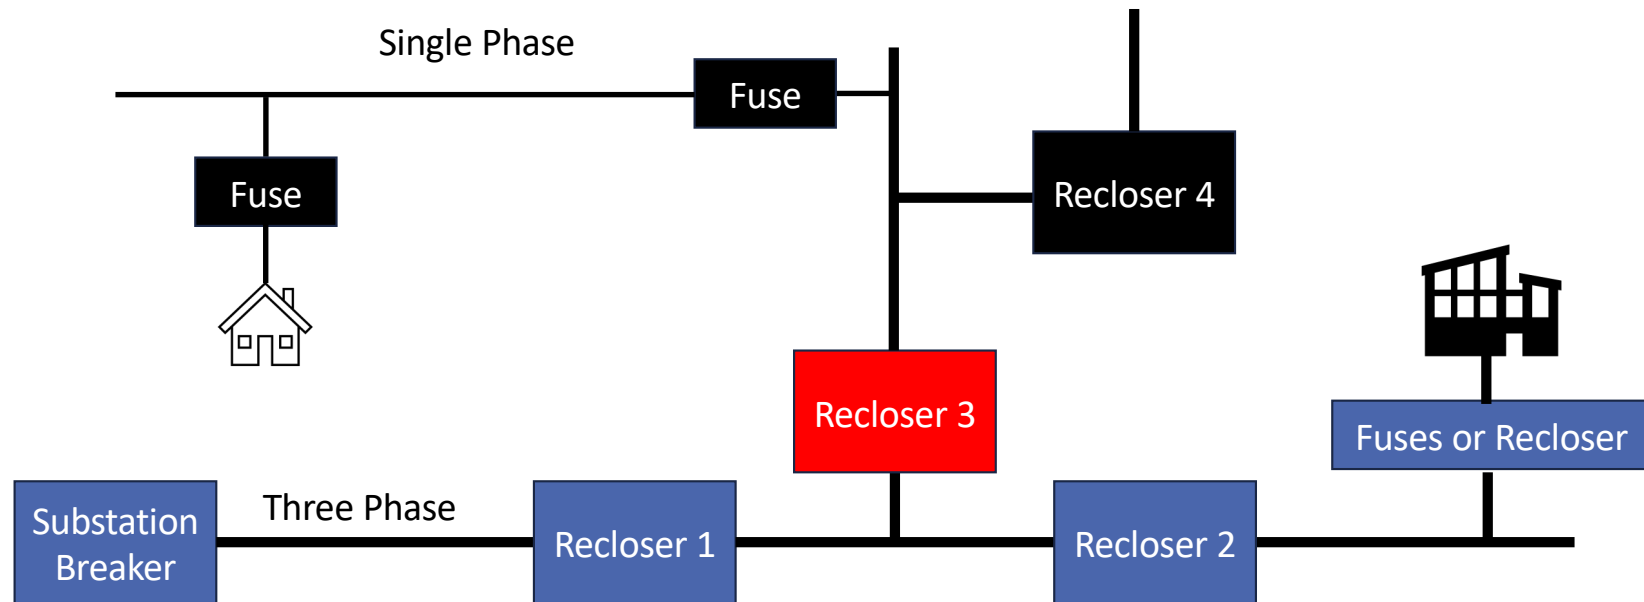 Single Phase
Fuse
Recloser 4
Fuse
Recloser 3
Fuses or Recloser
Substation
Breaker
Three Phase
Recloser 1
Recloser 2